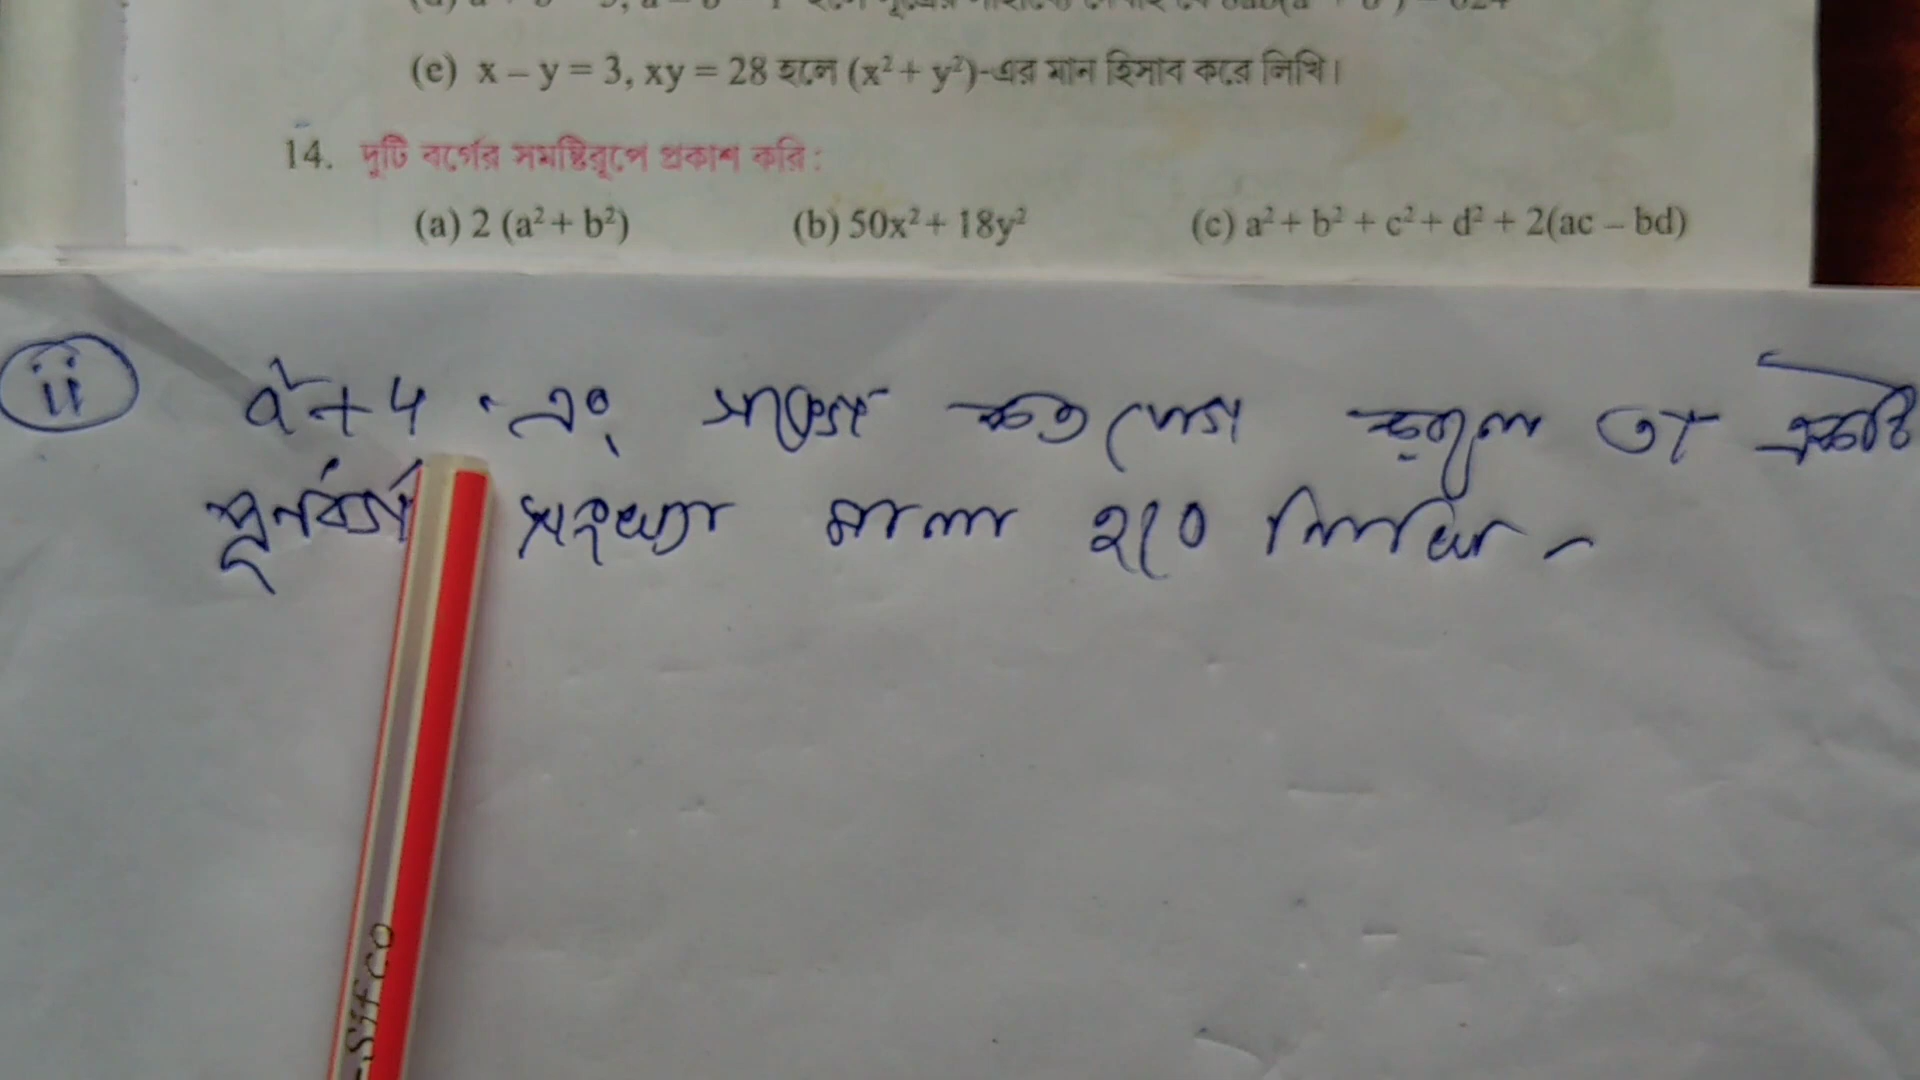 (e) x – y = 3, xy = 28 হলে (x² + y²)-এর মান হিসাব করে লিখি।
14. দুটি বর্গের সমষ্টিরূপে প্রকাশ করি :
(a) 2 (a² + b²) (b) 50x² + 18y² (c) a² + b² + c² + d² + 2(ac – bd)
ii a²+4 এর সঙ্গে কত যোগ করলে তা একটি
পূর্ণবর্গ সংখ্যা মালা হবে লিখি